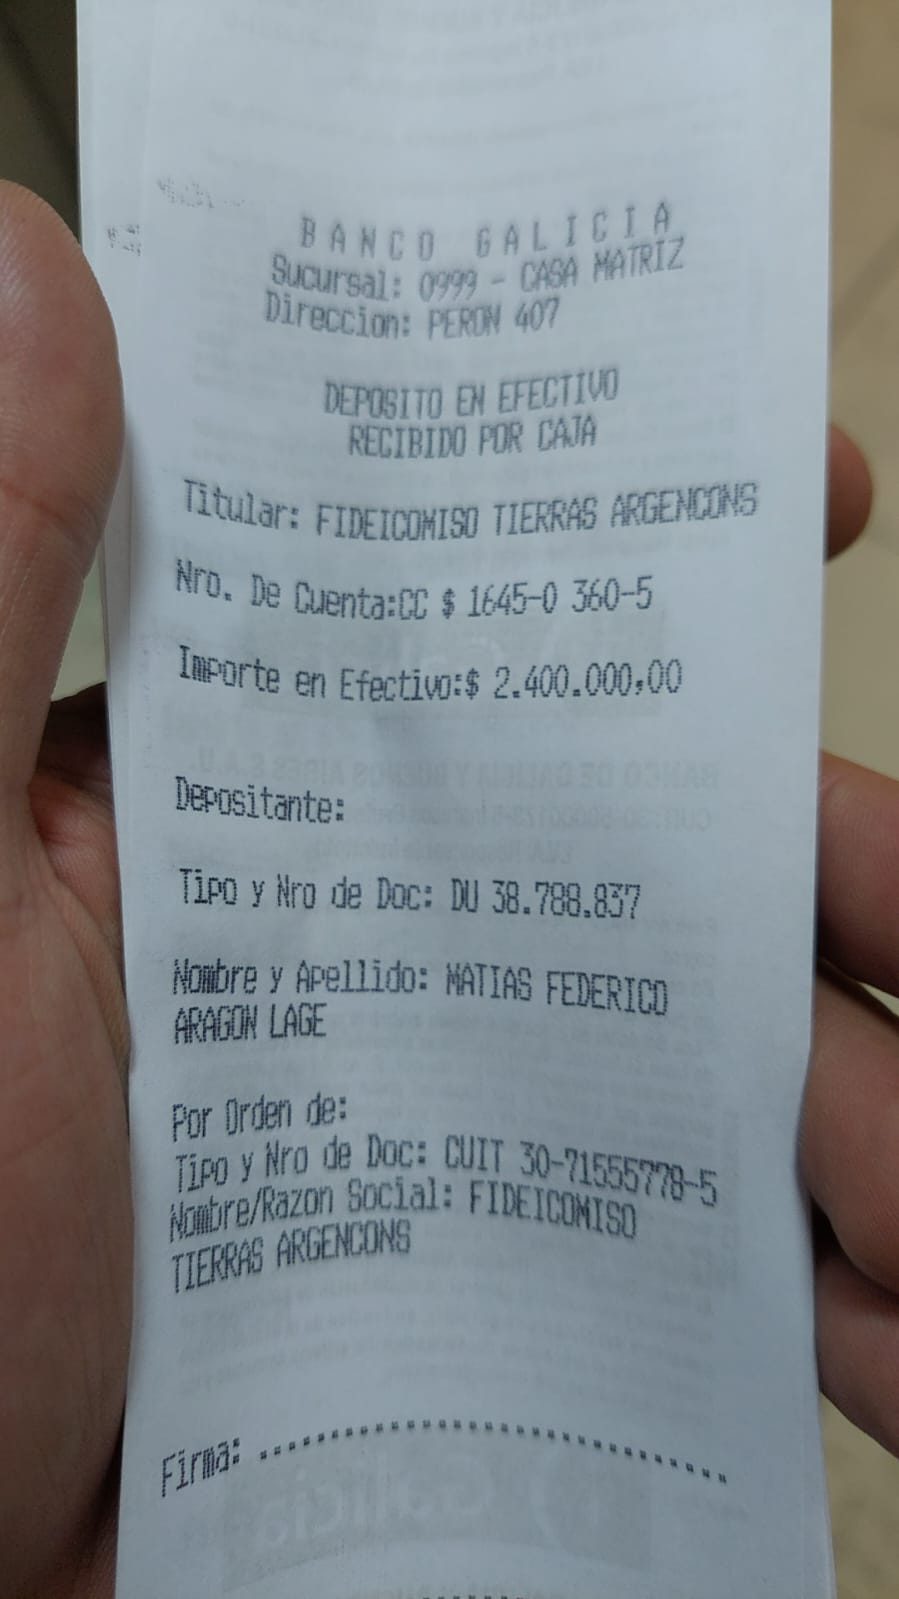 BANCO GALICIA
Sucursal: 0999 - CASA MATRIZ
Direccion: PERON 407
DEPOSITO EN EFECTIVO
RECIBIDO POR CAJA
Titular: FIDEICOMISO TIERRAS ARGENCONS
Nro. De Cuenta:CC $ 1645-0 360-5
Importe en Efectivo:$ 2.400.000,00
Depositante:
Tipo y Nro de Doc: DU 38.788.837
Nombre y Apellido: MATIAS FEDERICO
ARAGON LAGE
Por Orden de:
Tipo y Nro de Doc: CUIT 30-71555778-5
Nombre/Razon Social: FIDEICOMISO
TIERRAS ARGENCONS
Firma: ................................